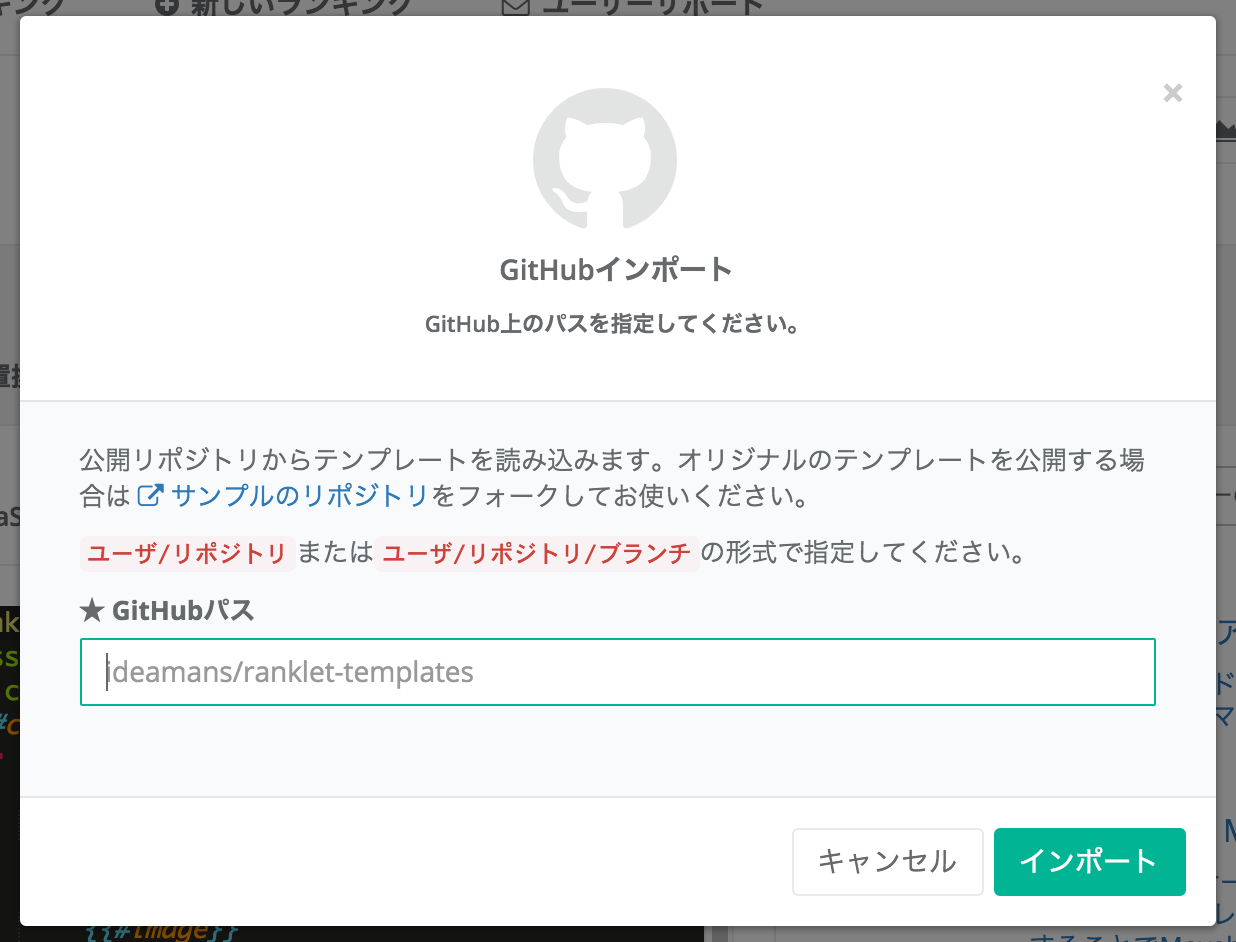 新しいランキング
ユーザーリポート
×
GitHubインポート
GitHub上のパスを指定してください。
公開リポジトリからテンプレートを読み込みます。オリジナルのテンプレートを公開する場
合は サンプルのリポジトリをフォークしてお使いください。
ユーザ/リポジトリ または ユーザ/リポジトリ/ブランチ の形式で指定してください。
★ GitHubパス
ideamans/ranklet-templates
キャンセル
インポート
{{#image}}